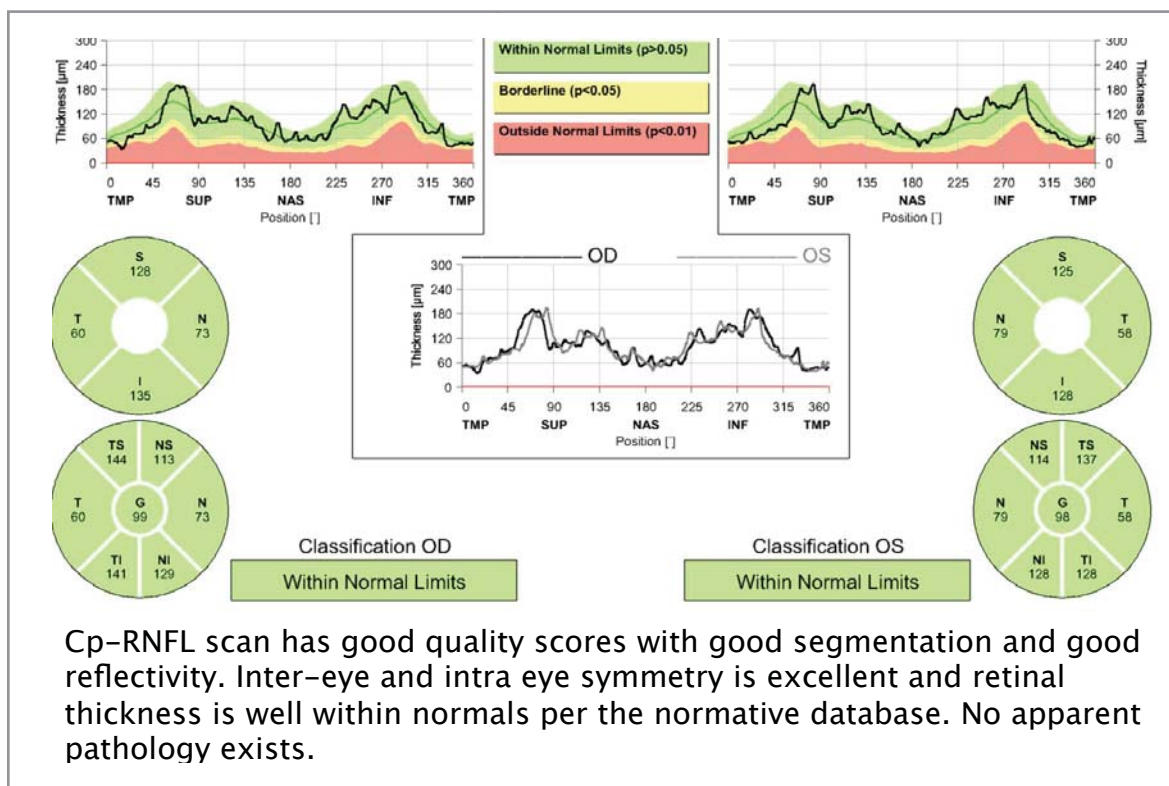 300
240
180
120
60
0
Thickness [µm]
0 45 90 135 180 225 270 315 360
TMP SUP NAS INF TMP
Position [°]
Within Normal Limits (p>0.05)
Borderline (p<0.05)
Outside Normal Limits (p<0.01)
300
240
180
120
60
0
Thickness [µm]
0 45 90 135 180 225 270 315 360
TMP SUP NAS INF TMP
Position [°]
S
128
T
60
N
73
I
135
OD OS
300
240
180
120
60
0
Thickness [µm]
0 45 90 135 180 225 270 315 360
TMP SUP NAS INF TMP
Position [°]
S
125
N
79
T
58
I
128
TS
144
NS
113
T
60
G
99
N
73
TI
141
NI
129
Classification OD
Within Normal Limits
Classification OS
Within Normal Limits
NS
114
TS
137
N
79
G
98
T
58
NI
128
TI
128
Cp-RNFL scan has good quality scores with good segmentation and good
reflectivity. Inter-eye and intra eye symmetry is excellent and retinal
thickness is well within normals per the normative database. No apparent
pathology exists.